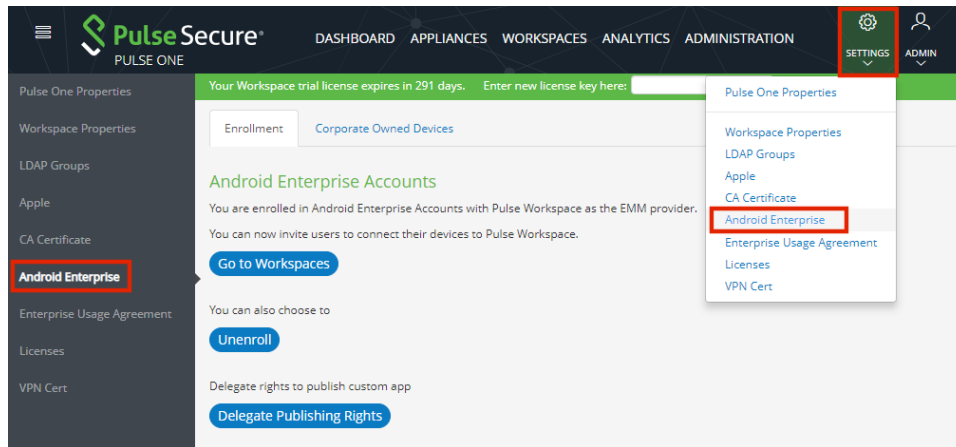 Pulse Secure®
PULSE ONE
DASHBOARD APPLIANCES WORKSPACES ANALYTICS ADMINISTRATION
SETTINGS
ADMIN
Pulse One Properties
Workspace Properties
LDAP Groups
Apple
CA Certificate
Android Enterprise
Enterprise Usage Agreement
Licenses
VPN Cert
Your Workspace trial license expires in 291 days. Enter new license key here:
Enrollment Corporate Owned Devices
Android Enterprise Accounts
You are enrolled in Android Enterprise Accounts with Pulse Workspace as the EMM provider.
You can now invite users to connect their devices to Pulse Workspace.
Go to Workspaces
You can also choose to
Unenroll
Delegate rights to publish custom app
Delegate Publishing Rights
Pulse One Properties
Workspace Properties
LDAP Groups
Apple
CA Certificate
Android Enterprise
Enterprise Usage Agreement
Licenses
VPN Cert